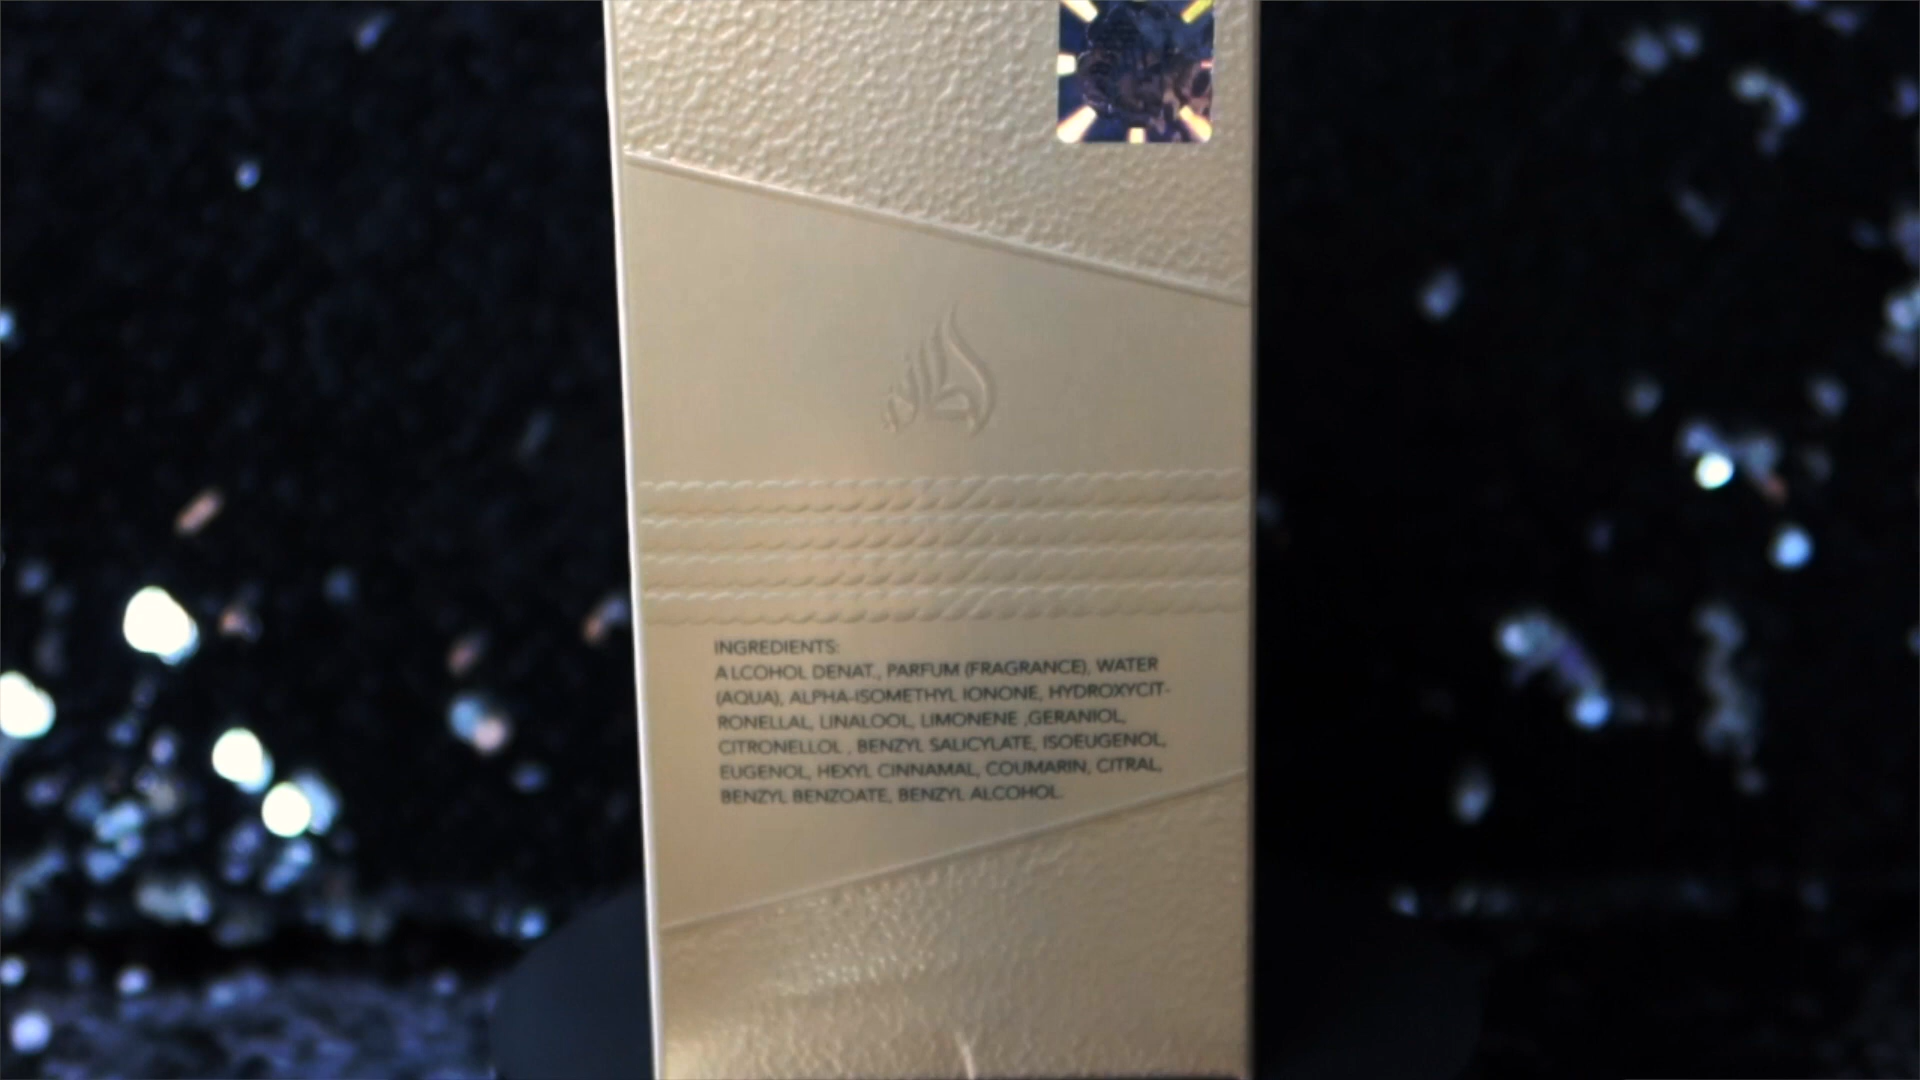 لطافة
INGREDIENTS:
ALCOHOL DENAT., PARFUM (FRAGRANCE), WATER
(AQUA), ALPHA-ISOMETHYL IONONE, HYDROXYCIT-
RONELLAL, LINALOOL, LIMONENE ,GERANIOL,
CITRONELLOL , BENZYL SALICYLATE, ISOEUGENOL,
EUGENOL, HEXYL CINNAMAL, COUMARIN, CITRAL,
BENZYL BENZOATE, BENZYL ALCOHOL.